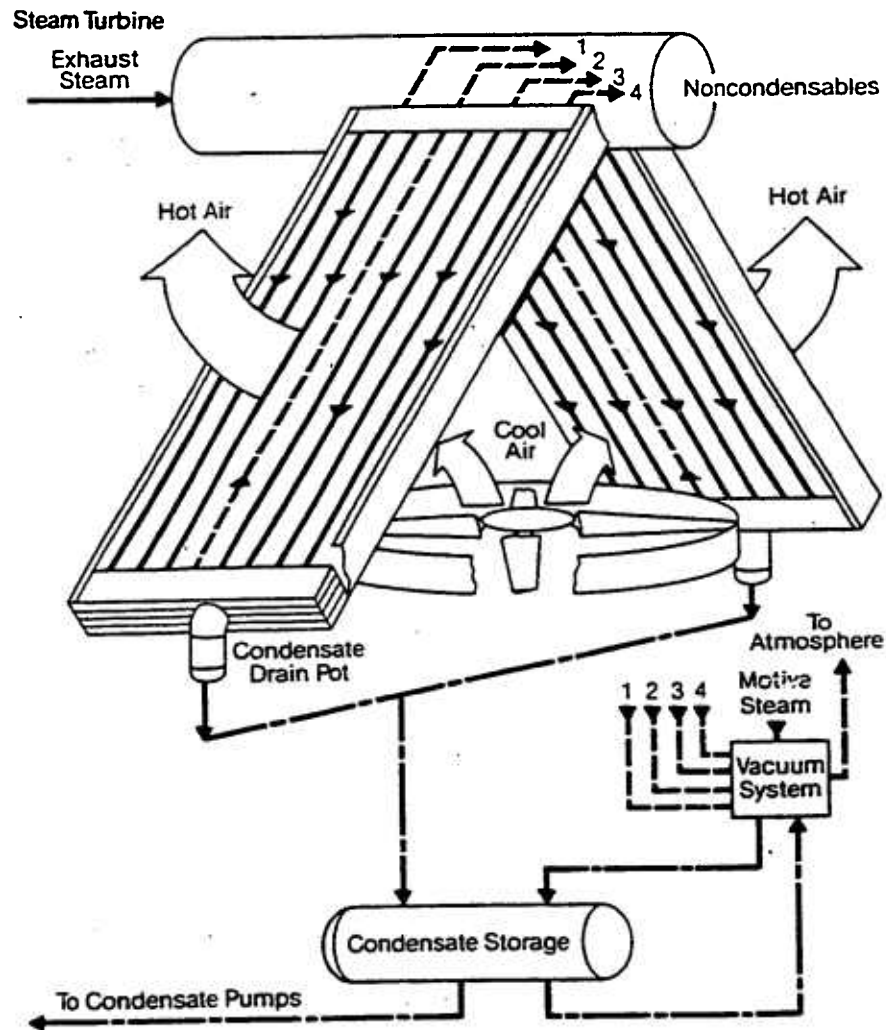 Steam Turbine
Exhaust
Steam
1
2
3
4
Noncondensables
Hot Air
Hot Air
Cool
Air
Condensate
Drain Pot
To
Atmosphere
1 2 3 4
Motive
Steam
Vacuum
System
Condensate Storage
To Condensate Pumps